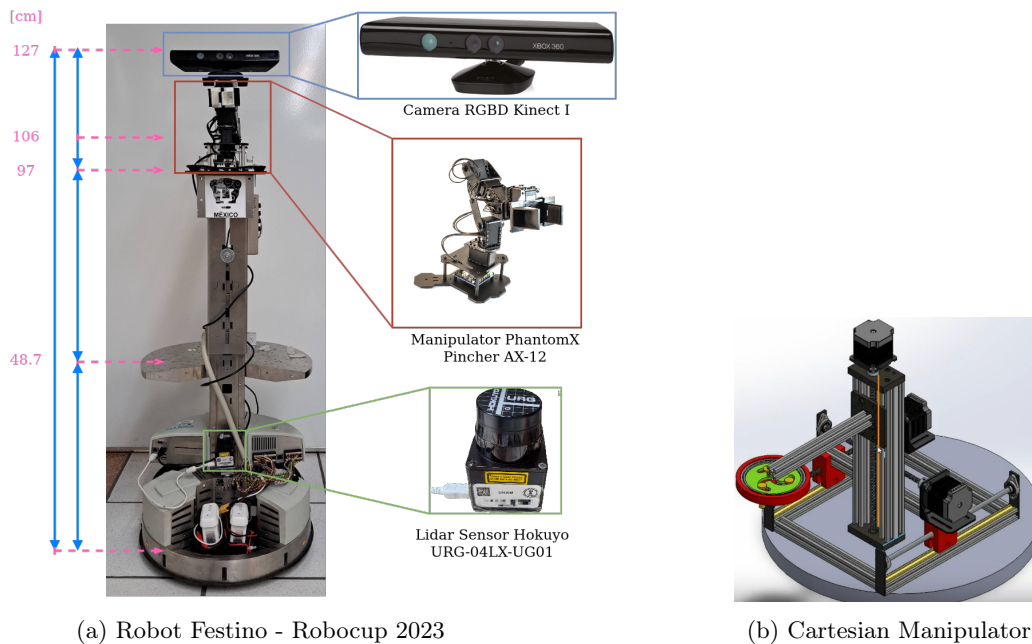 [cm]
127
106
97
48.7
MÉXICO
XBOX 360
Camera RGBD Kinect I
Manipulator PhantomX
Pincher AX-12
URG
Lidar Sensor Hokuyo
URG-04LX-UG01
(a) Robot Festino - Robocup 2023
(b) Cartesian Manipulator